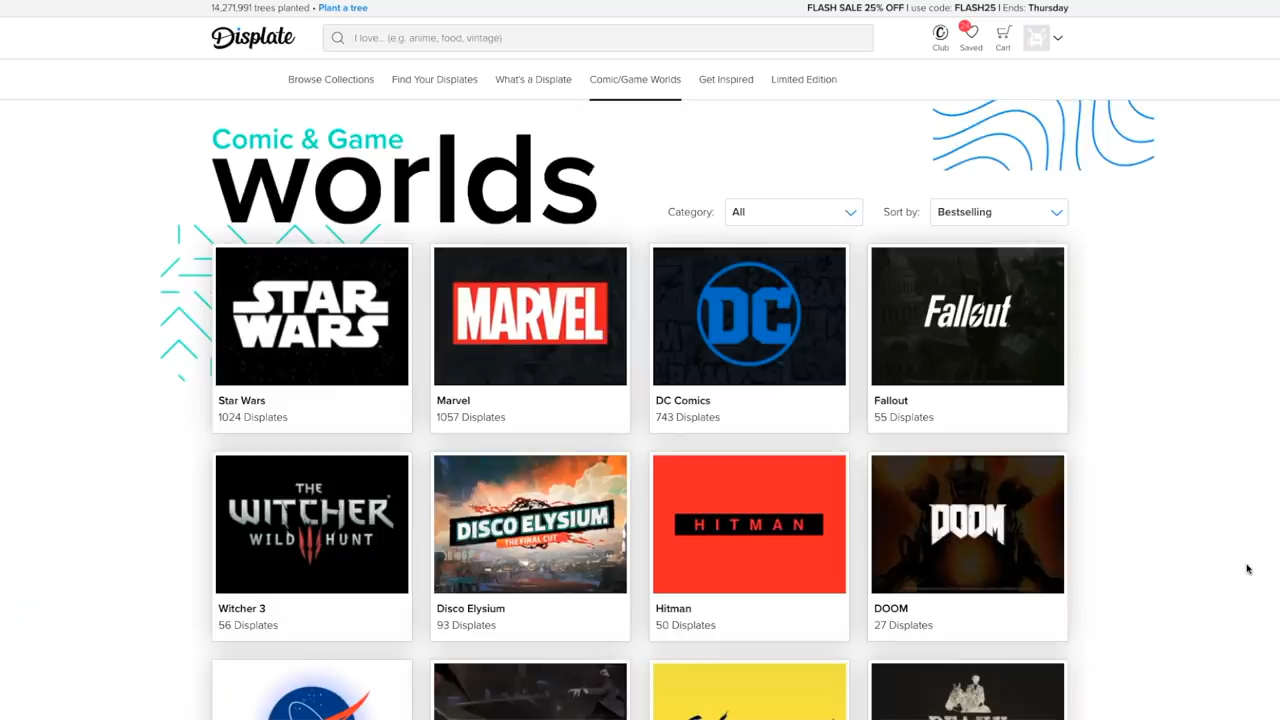 14,271,991 trees planted • Plant a tree
FLASH SALE 25% OFF | use code: FLASH25 | Ends: Thursday
Displate
I love... (e.g. anime, food, vintage)
Club
Saved
Cart
Browse Collections
Find Your Displates
What's a Displate
Comic/Game Worlds
Get Inspired
Limited Edition
Comic & Game
worlds
Category:
All
Sort by:
Bestselling
STAR
WARS
MARVEL
DC
Fallout
Star Wars
1024 Displates
Marvel
1057 Displates
DC Comics
743 Displates
Fallout
55 Displates
THE
WITCHER
WILD HUNT
DISCO ELYSIUM
THE FINAL CUT
HITMAN
DOOM
Witcher 3
56 Displates
Disco Elysium
93 Displates
Hitman
50 Displates
DOOM
27 Displates